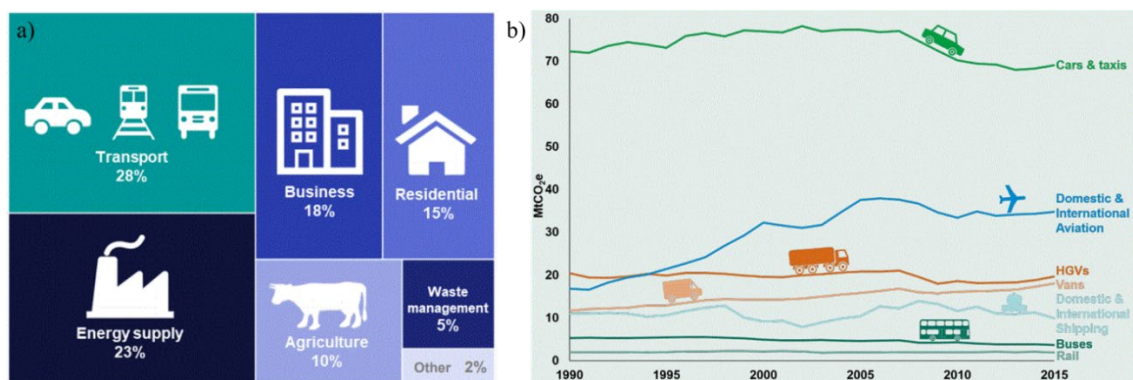 a)
Transport
28%
Energy supply
23%
Business
18%
Residential
15%
Agriculture
10%
Waste
management
5%
Other 2%
b)
MtCO₂e
80
70
60
50
40
30
20
10
0
1990
1995
2000
2005
2010
2015
Cars & taxis
Domestic &
International
Aviation
HGVs
Vans
Domestic &
International
Shipping
Buses
Rail